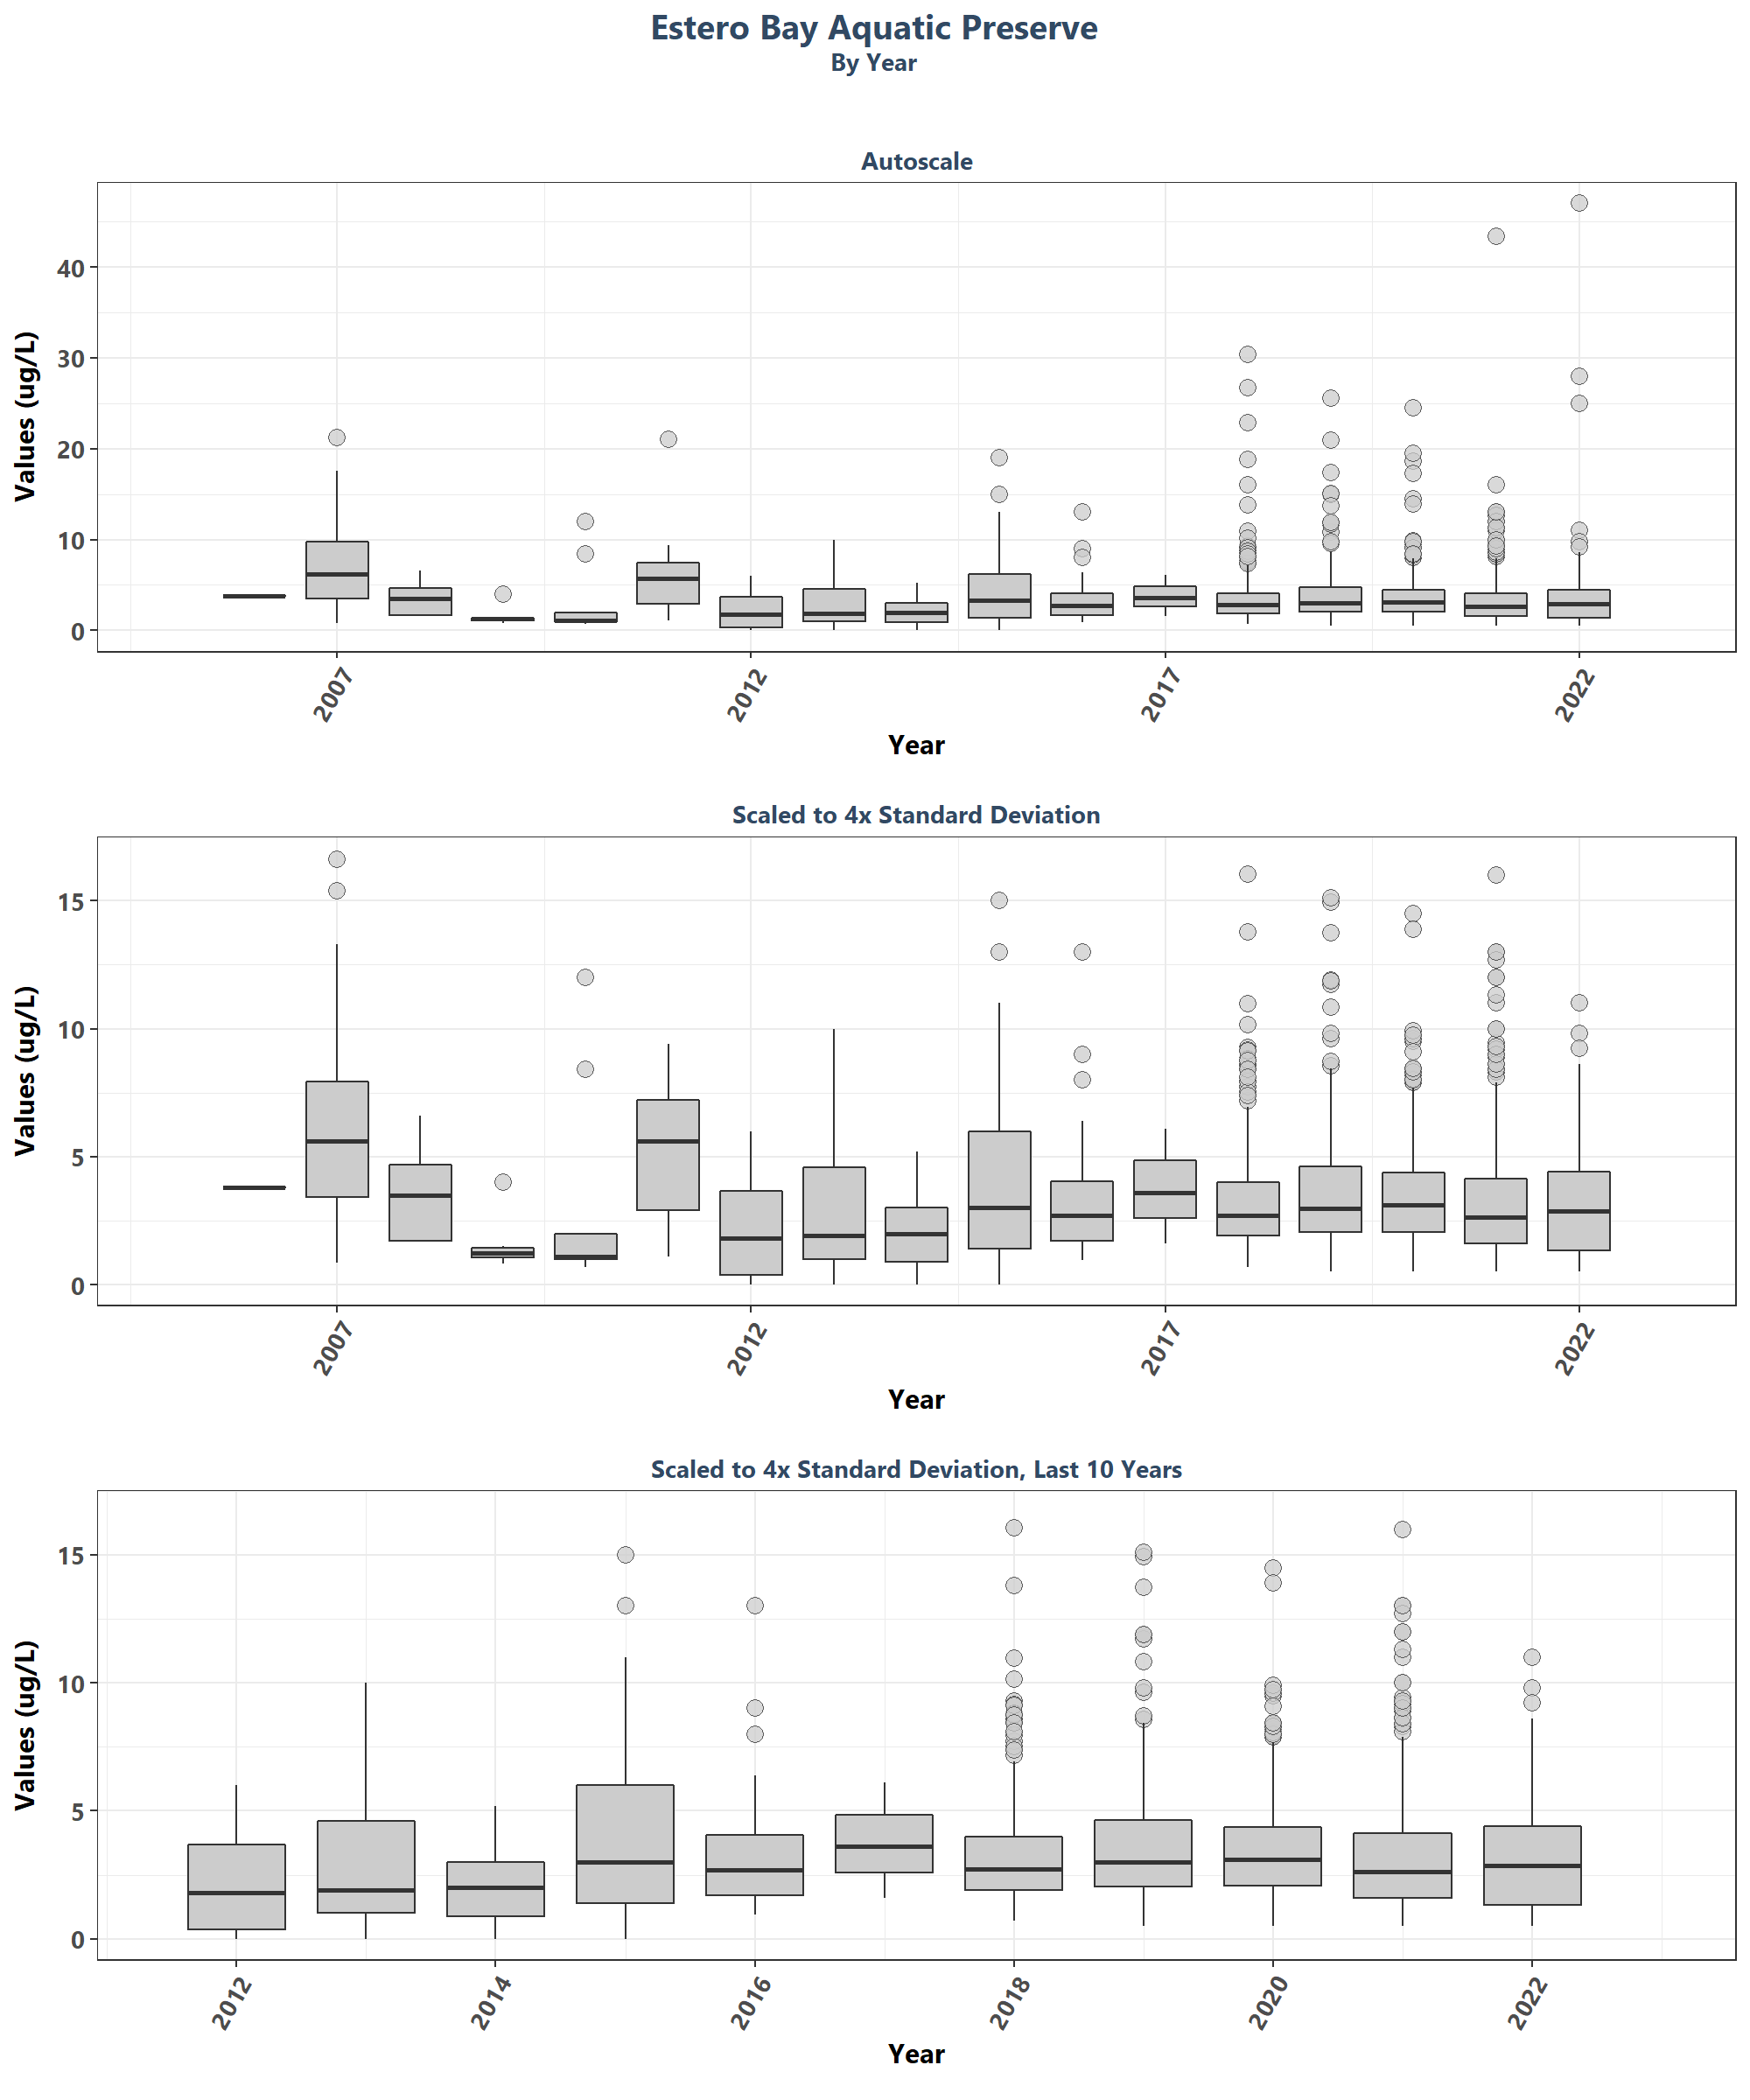 Estero Bay Aquatic Preserve
By Year
Autoscale
Values (ug/L)
40
30
20
10
0
2007
2012
2017
2022
Year
Scaled to 4x Standard Deviation
Values (ug/L)
15
10
5
0
2007
2012
2017
2022
Year
Scaled to 4x Standard Deviation, Last 10 Years
Values (ug/L)
15
10
5
0
2012
2014
2016
2018
2020
2022
Year